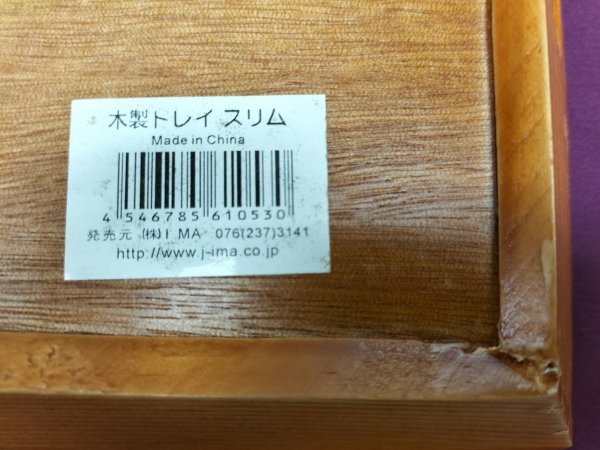 木製トレイ スリム
Made in China
4 546785 610530
発売元 (株)I MA 076(237)3141
http://www.j-ima.co.jp